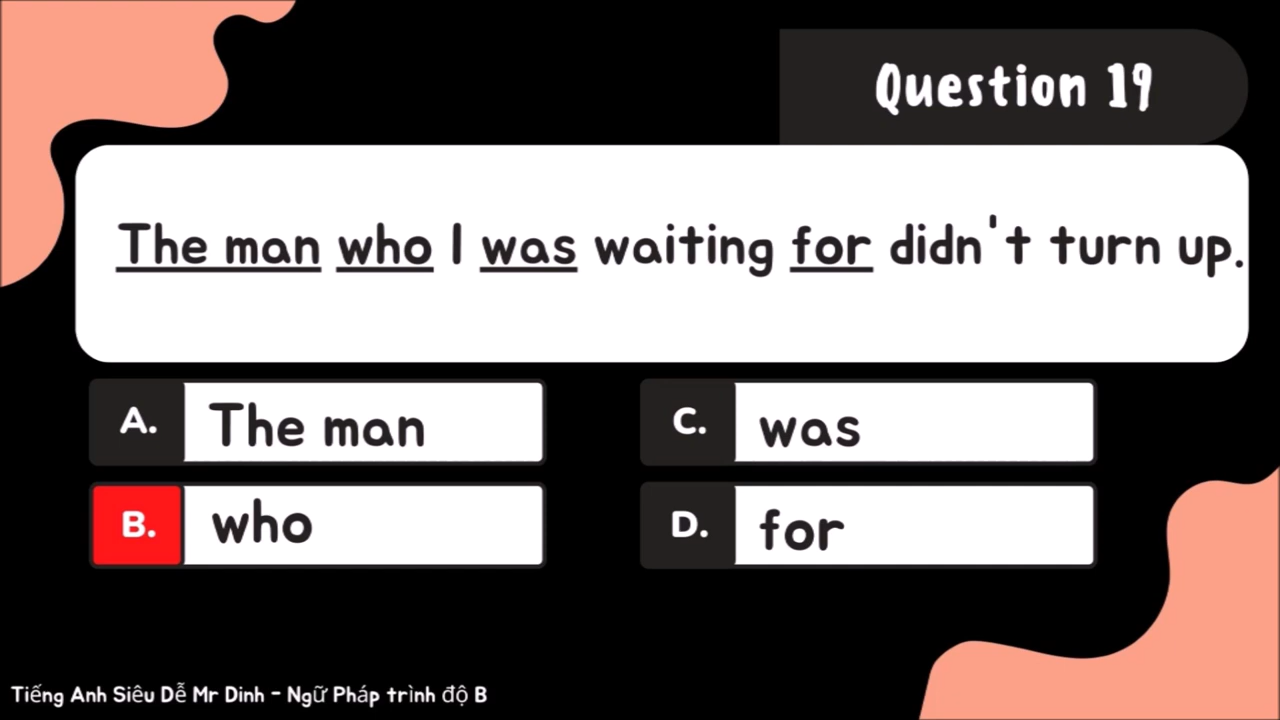 Question 19
The man who I was waiting for didn't turn up.
A. The man
C. was
B. who
D. for
Tiếng Anh Siêu Dễ Mr Dinh - Ngữ Pháp trình độ B